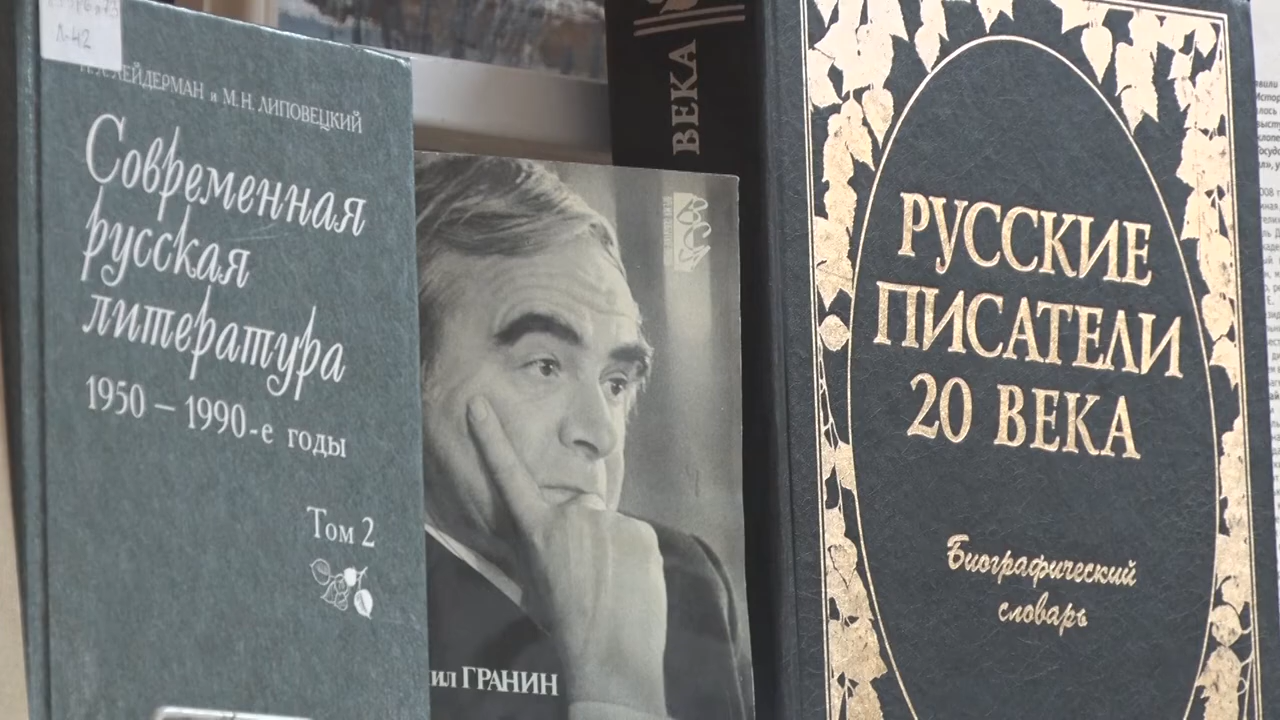 Л-42
ЛЕЙДЕРМАН и М.Н. ЛИПОВЕЦКИЙ
Современная
русская
литература
1950 – 1990-е годы
Том 2
ил ГРАНИН
ВЕКА
РУССКИЕ
ПИСАТЕЛИ
20 ВЕКА
Биографический
словарь